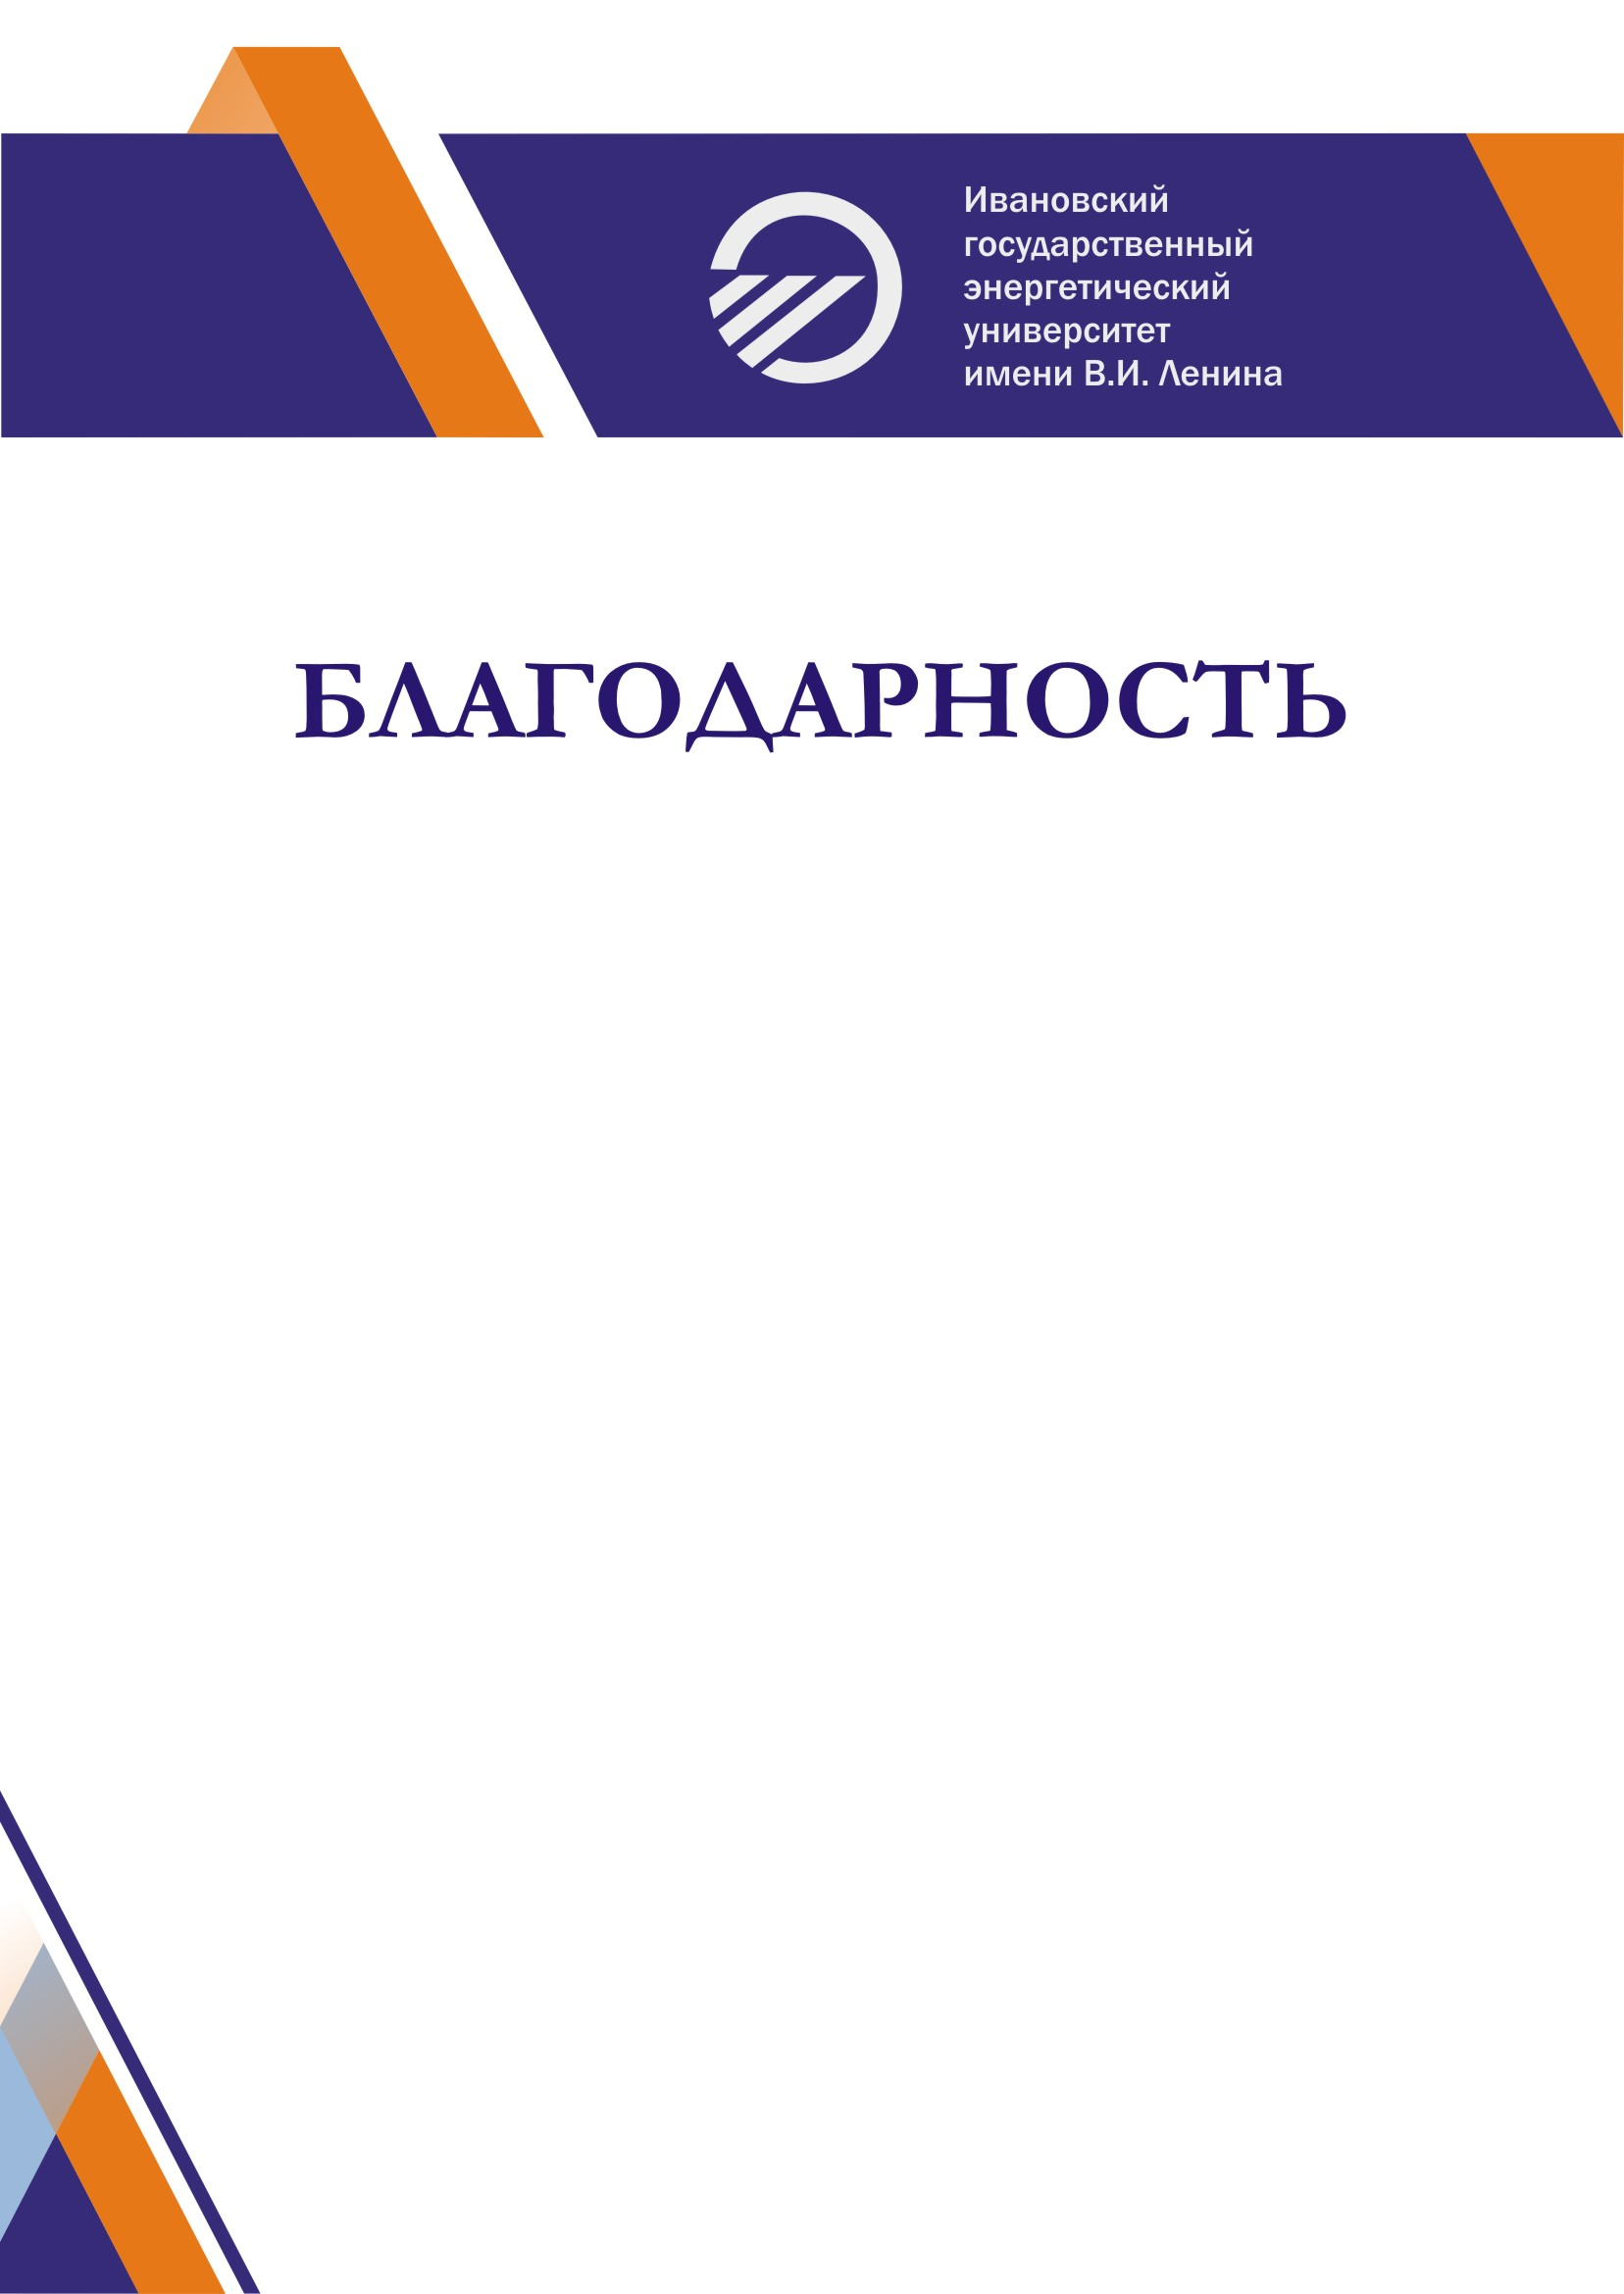 Ивановский
государственный
энергетический
университет
имени В.И. Ленина
БЛАГОДАРНОСТЬ